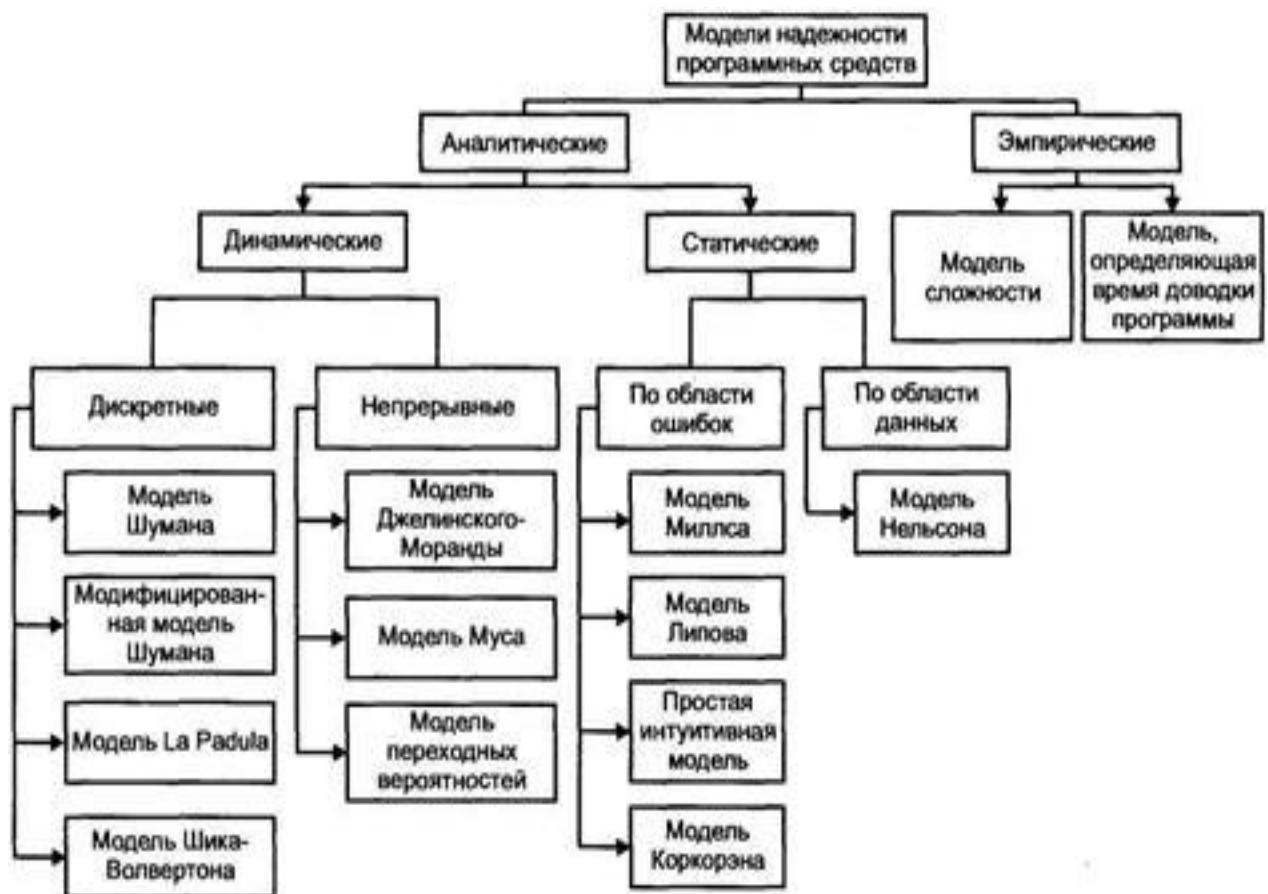 Модели надежности
программных средств
Аналитические
Эмпирические
Динамические
Статические
Модель
сложности
Модель,
определяющая
время доводки
программы
Дискретные
Непрерывные
По области
ошибок
По области
данных
Модель
Шумана
Модифицирован-
ная модель
Шумана
Модель La Padula
Модель Шика-
Волвертона
Модель
Джелинского-
Моранды
Модель Муса
Модель
переходных
вероятностей
Модель
Миллса
Модель
Липова
Простая
интуитивная
модель
Модель
Коркорэна
Модель
Нельсона